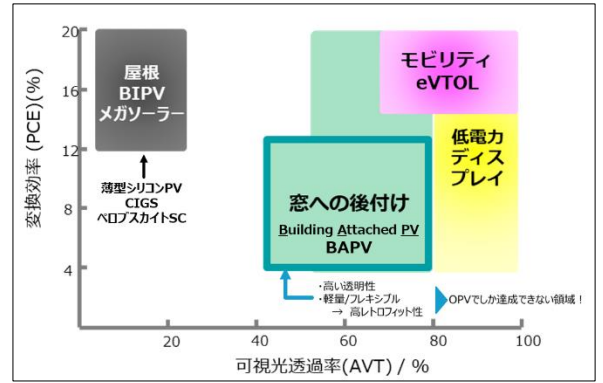 変換効率 (PCE)(%)
20
16
12
8
4
屋根
BIPV
メガソーラー
薄型シリコンPV
CIGS
ペロブスカイトSC
モビリティ
eVTOL
低電力
ディス
プレイ
窓への後付け
Building Attached PV
BAPV
・高い透明性
・軽量/フレキシブル
→ 高レトロフィット性
OPVでしか達成できない領域！
20
40
60
80
100
可視光透過率(AVT) / %